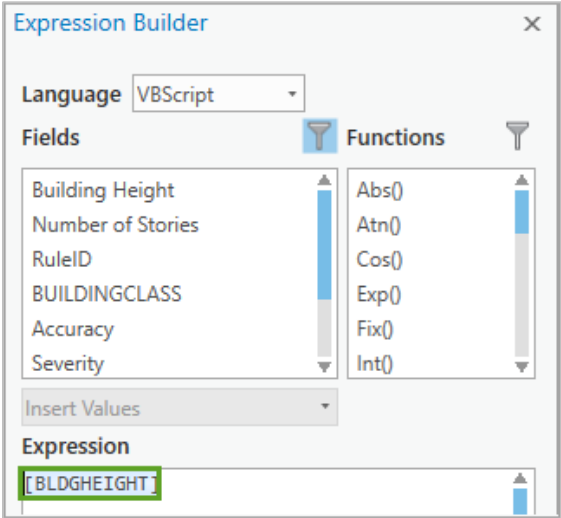 Expression Builder
Language VBScript
Fields Functions
Building Height Abs()
Number of Stories Atn()
RuleID Cos()
BUILDINGCLASS Exp()
Accuracy Fix()
Severity Int()
Insert Values
Expression
[BLDGHEIGHT]